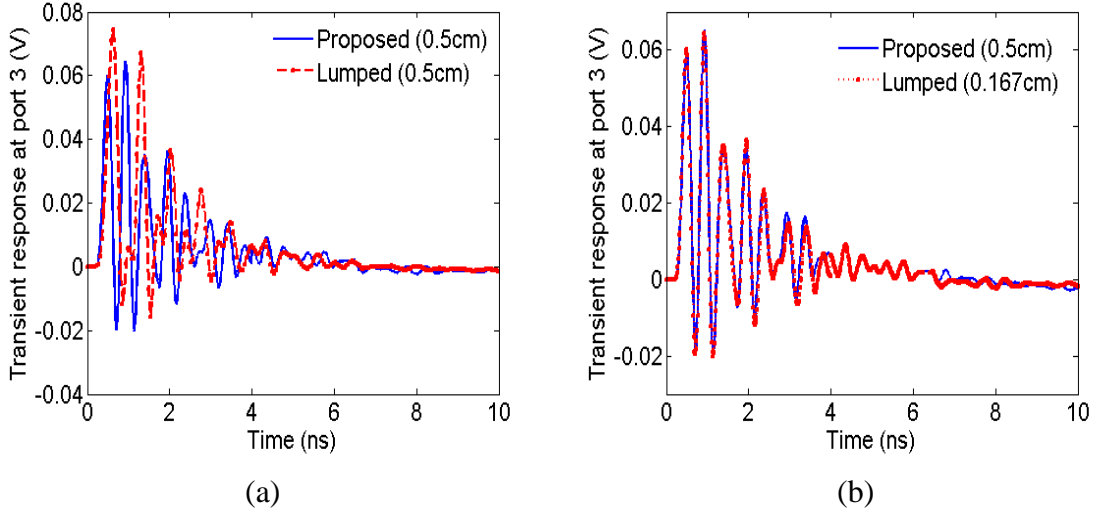 Transient response at port 3 (V)
0.08
0.06
0.04
0.02
0
-0.02
-0.04
Proposed (0.5cm)
Lumped (0.5cm)
0 2 4 6 8 10
Time (ns)
(a)
Transient response at port 3 (V)
0.06
0.04
0.02
0
-0.02
Proposed (0.5cm)
Lumped (0.167cm)
0 2 4 6 8 10
Time (ns)
(b)